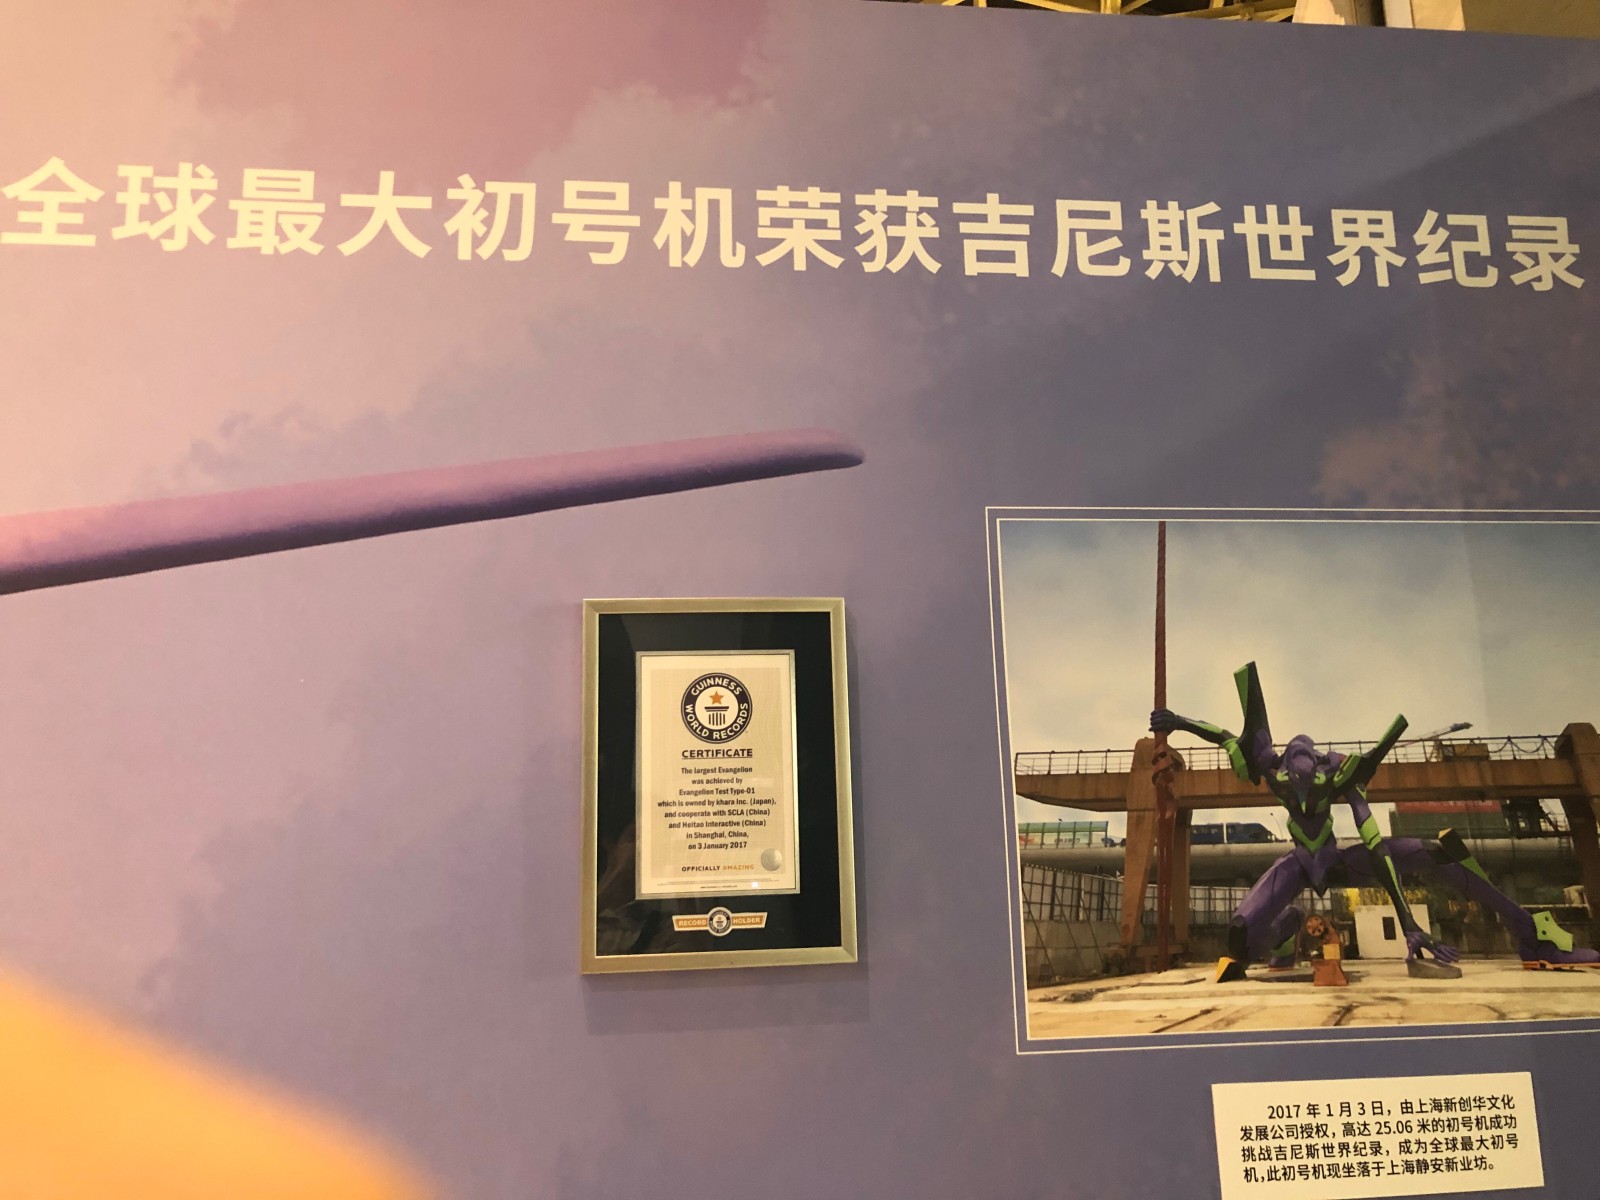 全球最大初号机荣获吉尼斯世界纪录
GUINNESS
WORLD RECORDS
CERTIFICATE
The largest Evangelion
was achieved by
Evangelion Test Type-01
which is owned by khara Inc. (Japan),
and cooperate with SCLA (China)
and Heitao Interactive (China)
in Shanghai, China,
on 3 January 2017
OFFICIALLY AMAZING
RECORD HOLDER
2017 年 1 月 3 日，由上海新创华文化
发展公司授权，高达 25.06 米的初号机成功
挑战吉尼斯世界纪录，成为全球最大初号
机，此初号机现坐落于上海静安新业坊。